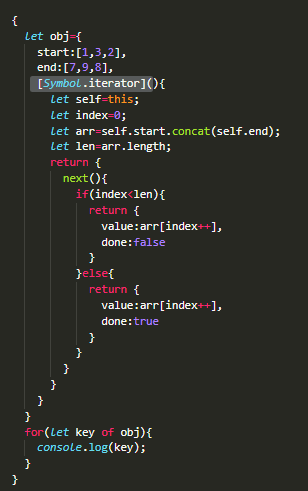 {
let obj={
start:[1,3,2],
end:[7,9,8],
[Symbol.iterator](){
let self=this;
let index=0;
let arr=self.start.concat(self.end);
let len=arr.length;
return {
next(){
if(index<len){
return {
value:arr[index++],
done:false
}
}else{
return {
value:arr[index++],
done:true
}
}
}
}
}
}
for(let key of obj){
console.log(key);
}
}